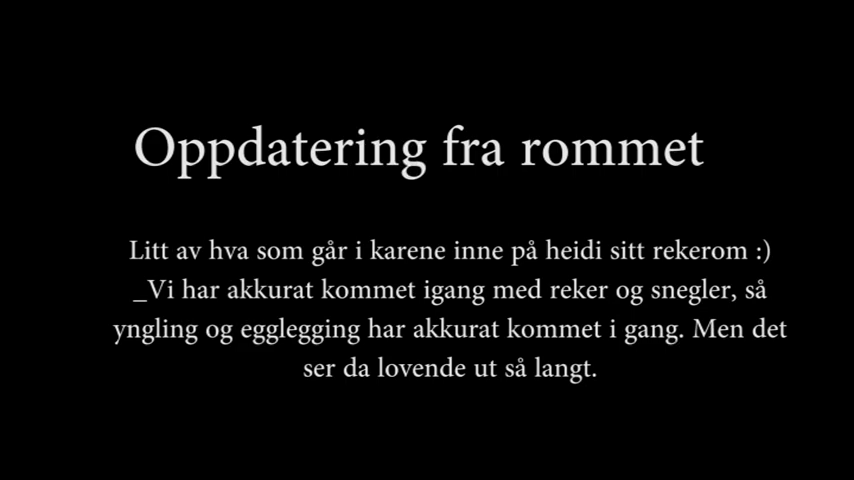 Oppdatering fra rommet
Litt av hva som går i karene inne på heidi sitt rekerom :)
_Vi har akkurat kommet igang med reker og snegler, så
yngling og egglegging har akkurat kommet i gang. Men det
ser da lovende ut så langt.